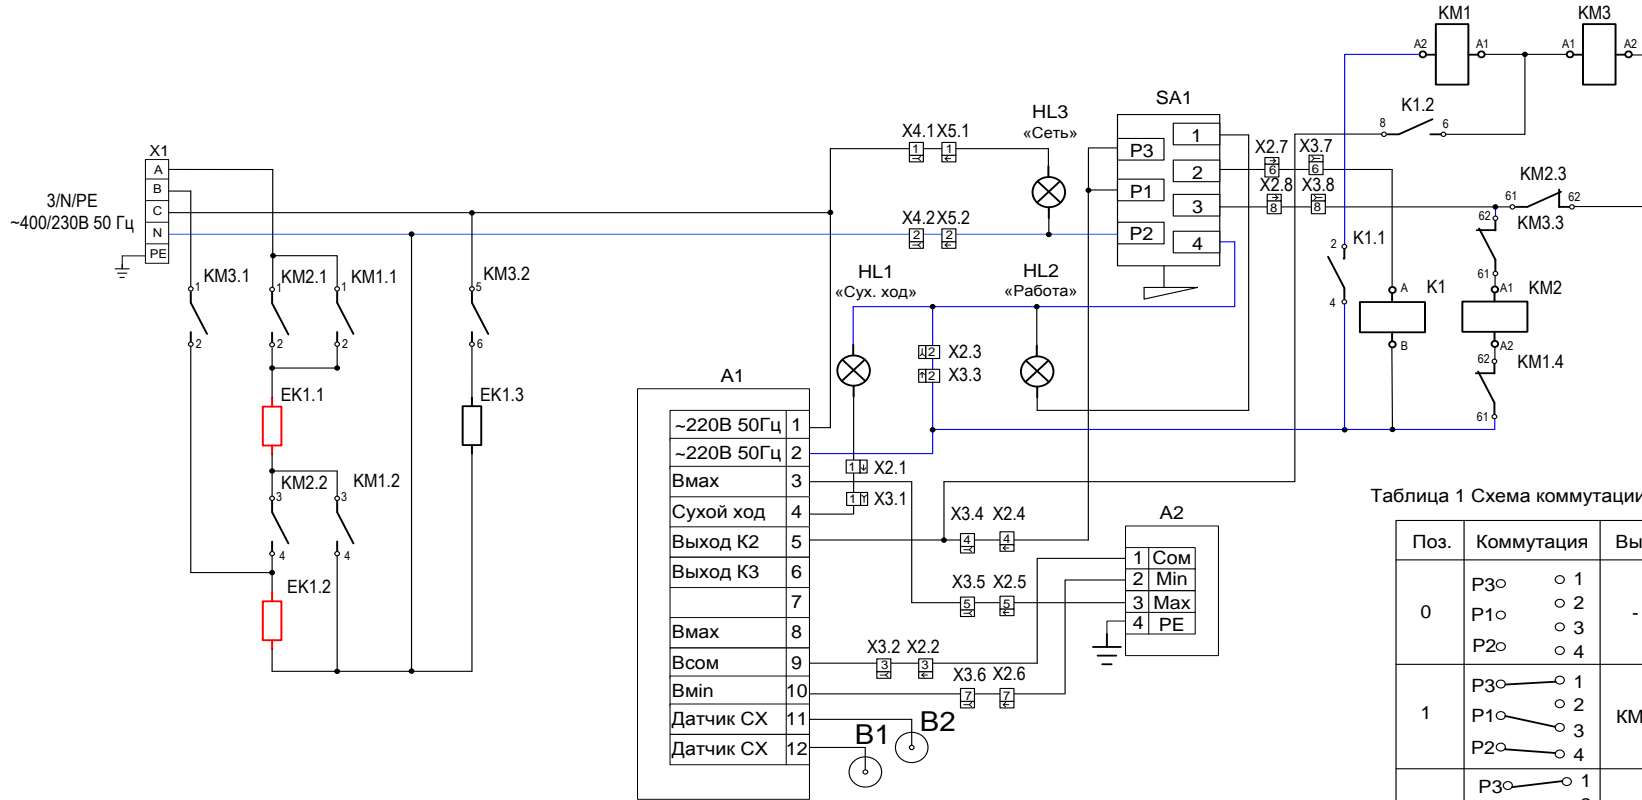 KM1 KM3
A2 A1 A1 A2
K1.2
8 6
SA1
HL3
«Сеть»
X4.1 X5.1
1 1
P3 1
P1 2
3
P2 4
X2.7 X3.7
6 6
X2.8 X3.8
8 8
KM2.3
61 62
X1
A
B
C
N
PE
3/N/PE
~400/230В 50 Гц
X4.2 X5.2
2 2
62 KM3.3
61
2 K1.1
4
KM3.1 KM2.1 KM1.1 KM3.2
1 1 1 5
2 2 2 6
HL1
«Сух. ход»
HL2
«Работа»
A K1
B
A1 KM2
A2
62 KM1.4
61
2 X2.3
2 X3.3
EK1.1 EK1.3
A1
~220В 50Гц 1
~220В 50Гц 2
Вмах 3
Сухой ход 4
Выход К2 5
Выход К3 6
7
Вмах 8
Всом 9
Вmin 10
Датчик СХ 11
Датчик СХ 12
1 X2.1
1 X3.1
KM2.2 KM1.2
3 3
4 4
EK1.2
X3.4 X2.4
4 4
X3.5 X2.5
5 5
X3.2 X2.2
3 3
X3.6 X2.6
7 7
A2
1 Сом
2 Min
3 Max
4 PE
B1 B2
Таблица 1 Схема коммутации
Поз. Коммутация Вы
0 P3 1 -
2
P1 3
P2 4
1 P3 1 КМ
2
P1 3
P2 4
P3 1